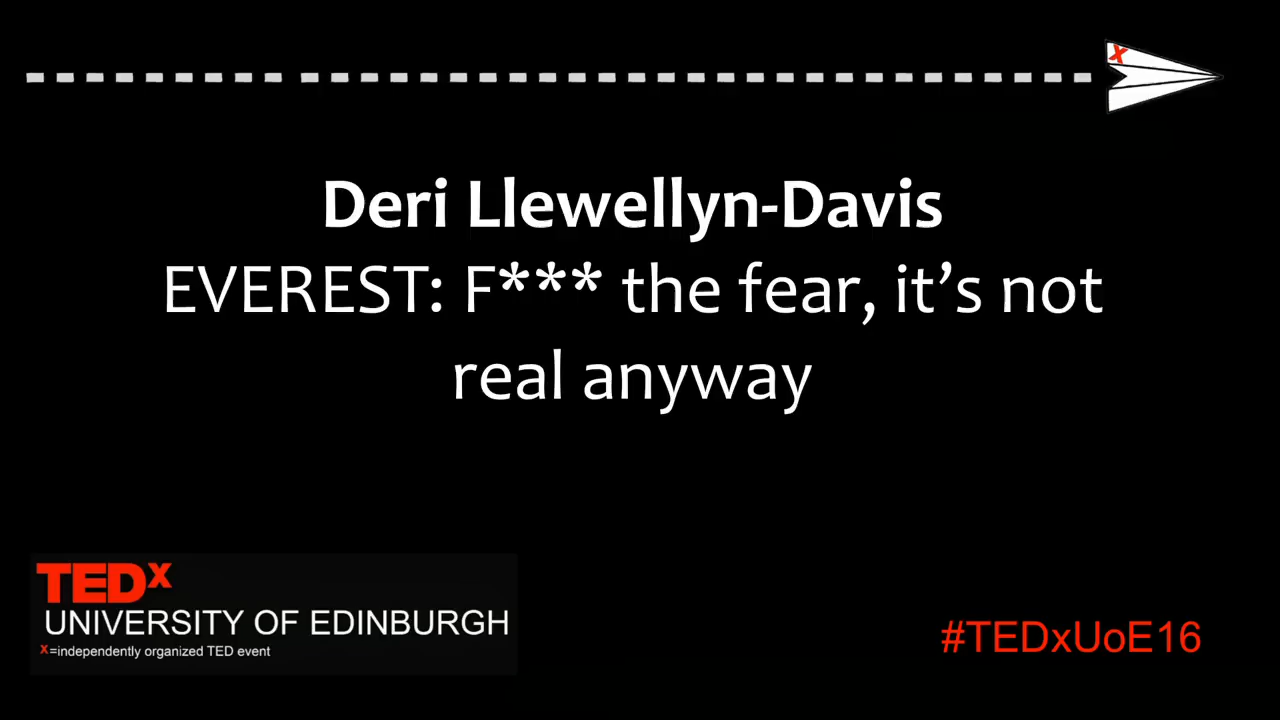 X
Deri Llewellyn-Davis
EVEREST: F*** the fear, it’s not
real anyway
TEDx
UNIVERSITY OF EDINBURGH
x=independently organized TED event
#TEDxUoE16